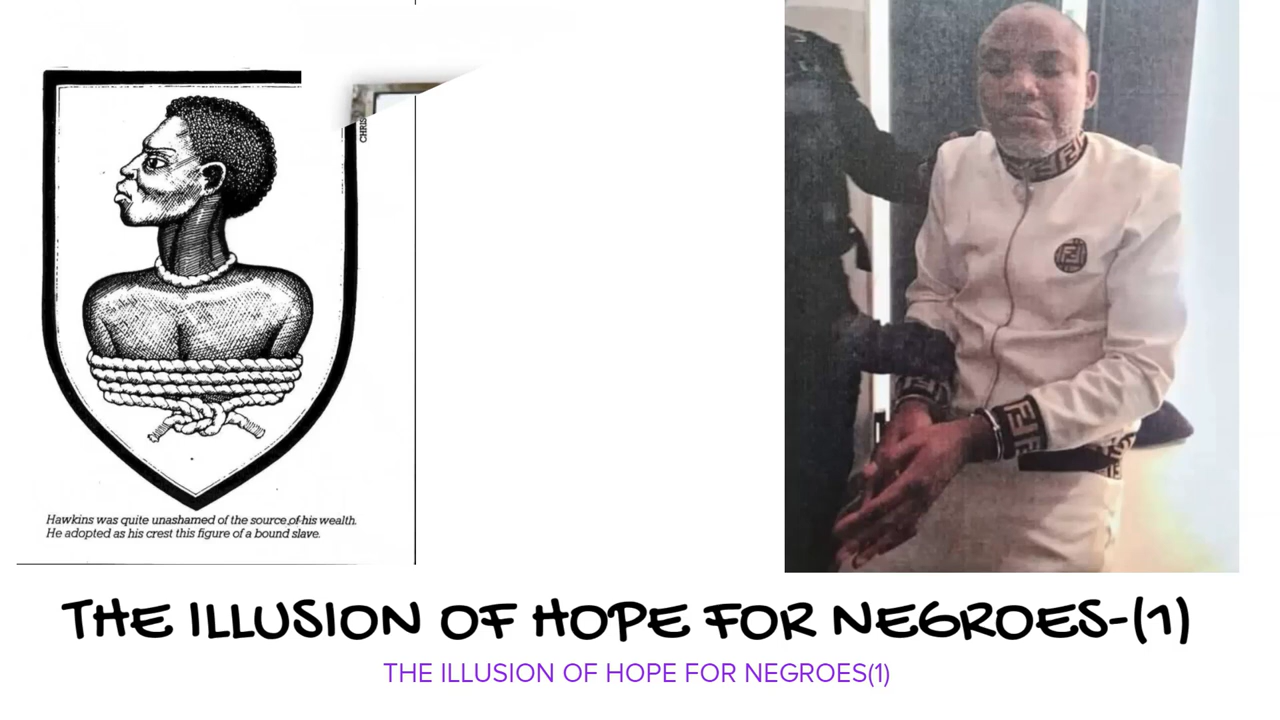 CHRIS
Hawkins was quite unashamed of the source of his wealth.
He adopted as his crest this figure of a bound slave.
THE ILLUSION OF HOPE FOR NEGROES-(1)
THE ILLUSION OF HOPE FOR NEGROES(1)